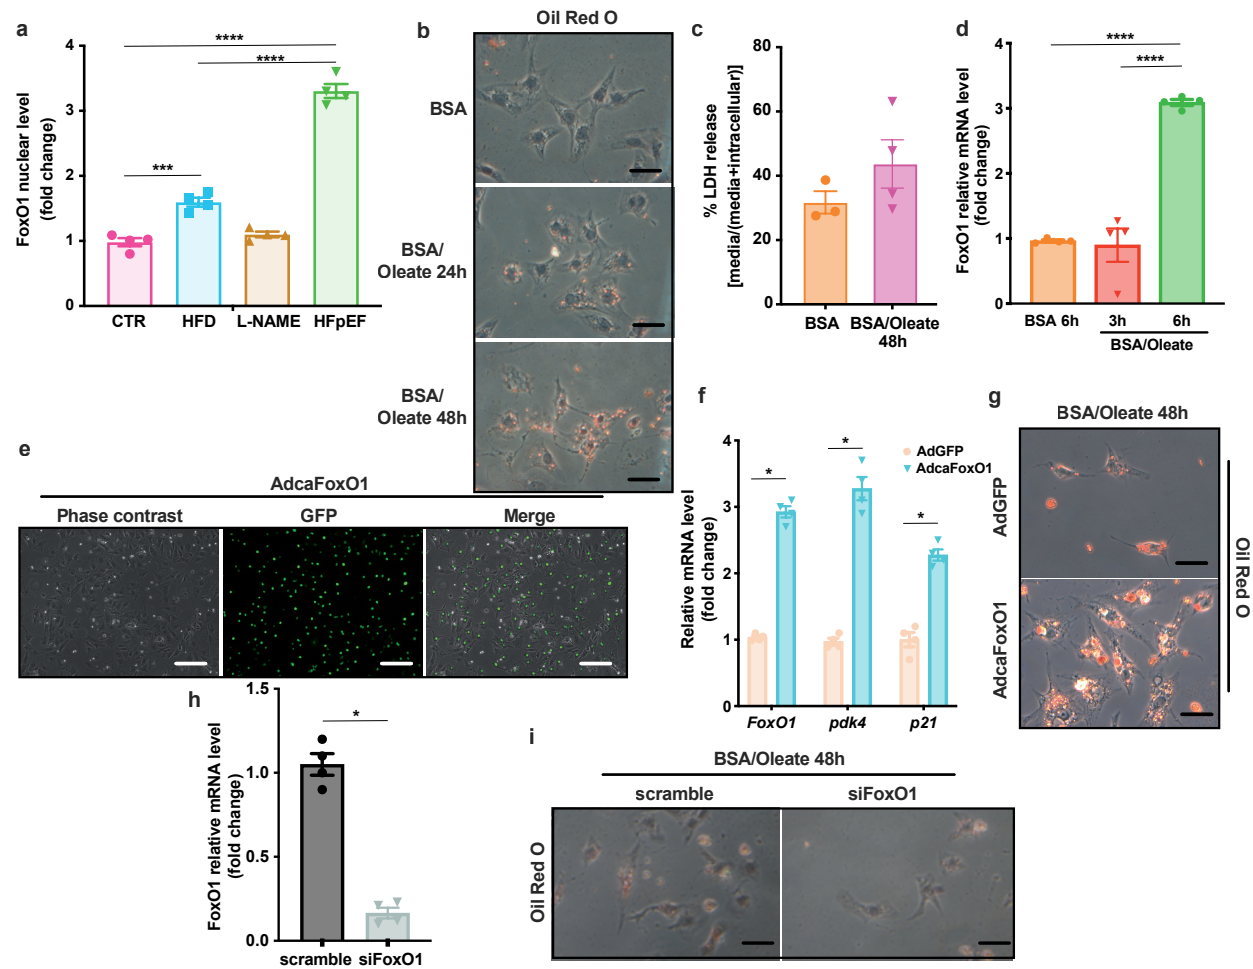 a
FoxO1 nuclear level
(fold change)
4
3
2
1
0
****
****
***
CTR
HFD
L-NAME
HFpEF
b
Oil Red O
BSA
BSA/
Oleate 24h
BSA/
Oleate 48h
c
% LDH release
[media/(media+intracellular)]
80
60
40
20
0
BSA
BSA/Oleate
48h
d
FoxO1 relative mRNA level
(fold change)
4
3
2
1
0
****
****
BSA 6h
3h
6h
BSA/Oleate
e
AdcaFoxO1
Phase contrast
GFP
Merge
f
Relative mRNA level
(fold change)
4
3
2
1
0
*
*
*
AdGFP
AdcaFoxO1
FoxO1
pdk4
p21
g
BSA/Oleate 48h
AdGFP
AdcaFoxO1
Oil Red O
h
FoxO1 relative mRNA level
(fold change)
1.5
1.0
0.5
0.0
*
scramble
siFoxO1
i
BSA/Oleate 48h
scramble
siFoxO1
Oil Red O